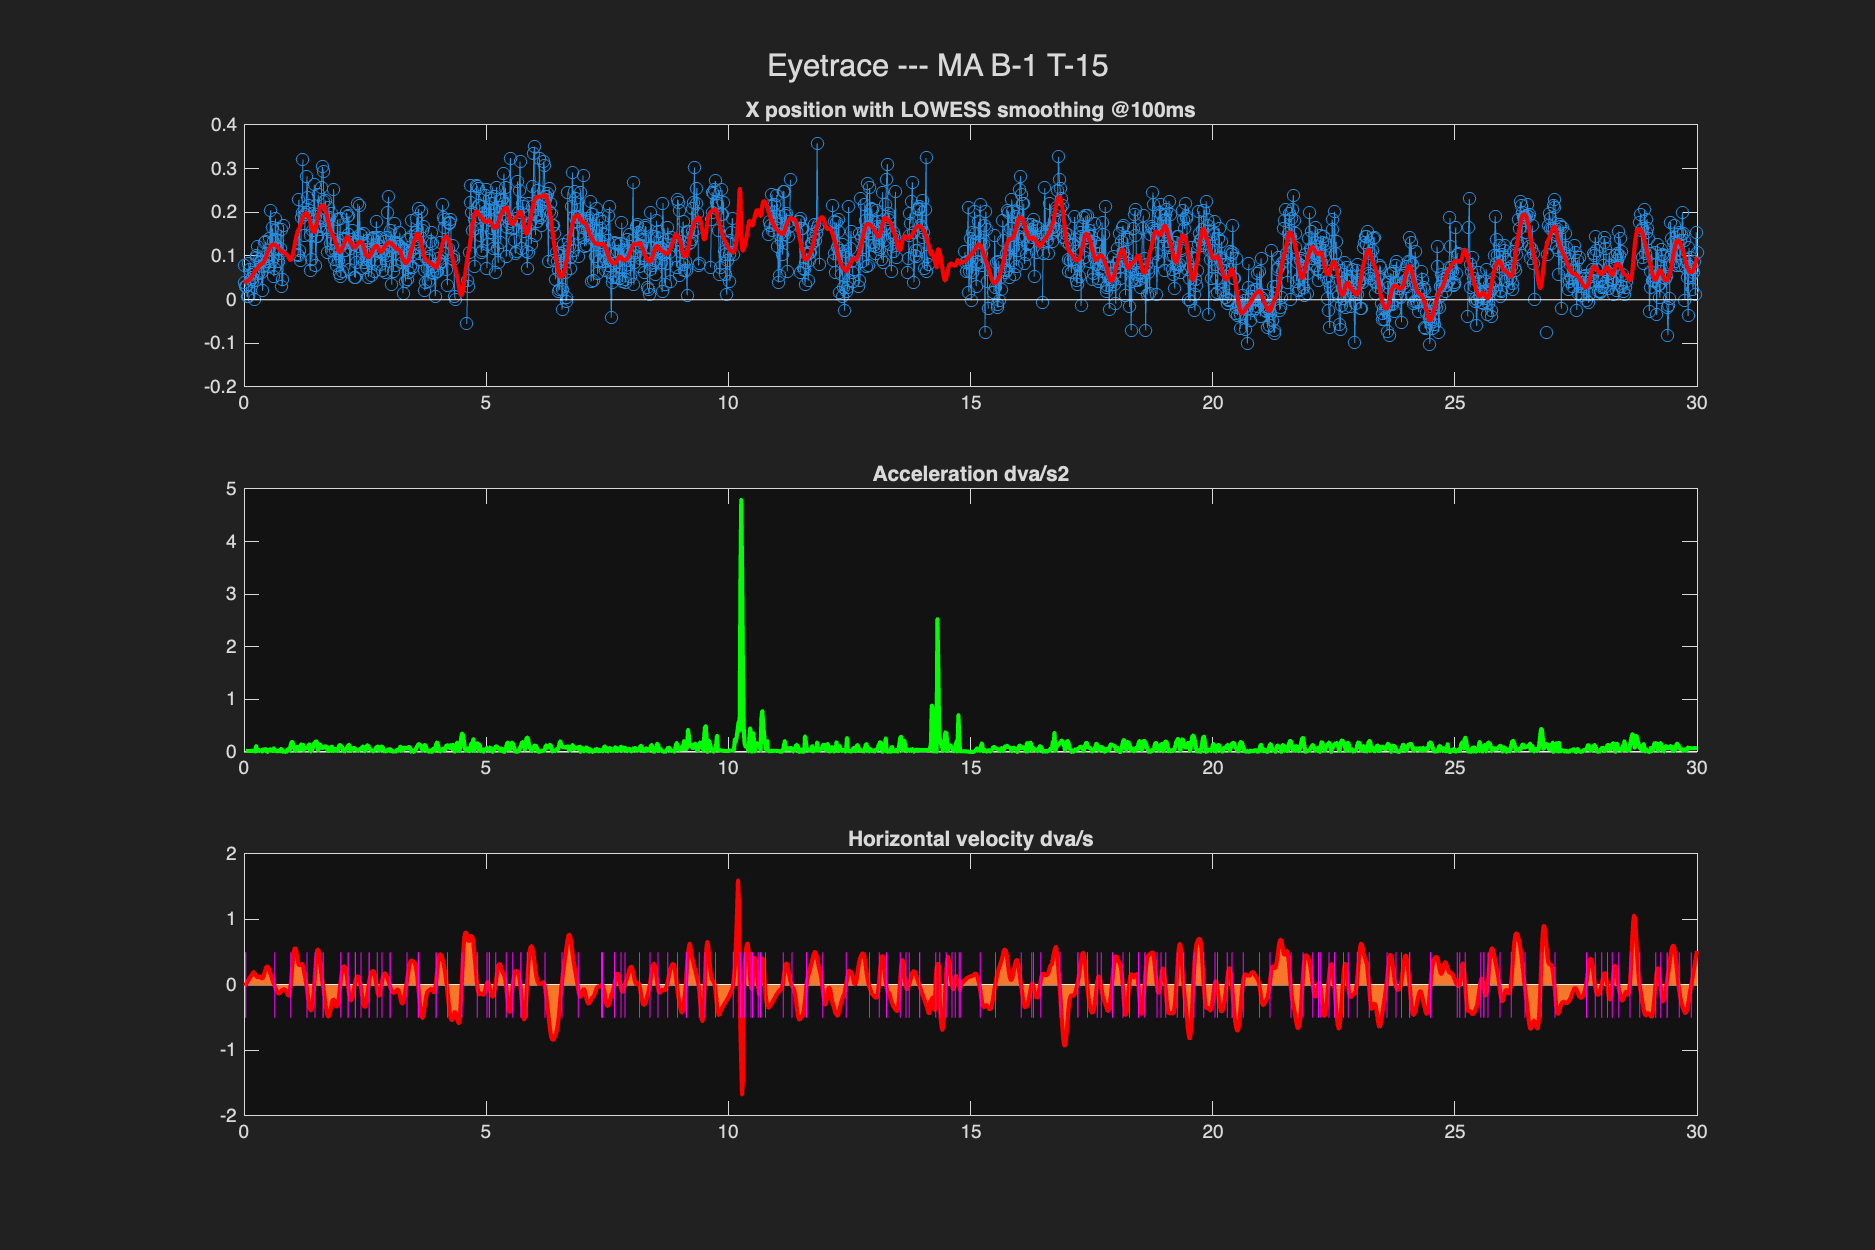 Eyetrace --- MA B-1 T-15
X position with LOWESS smoothing @100ms
0.4
0.3
0.2
0.1
0
-0.1
-0.2
0 5 10 15 20 25 30
Acceleration dva/s2
5
4
3
2
1
0
0 5 10 15 20 25 30
Horizontal velocity dva/s
2
1
0
-1
-2
0 5 10 15 20 25 30